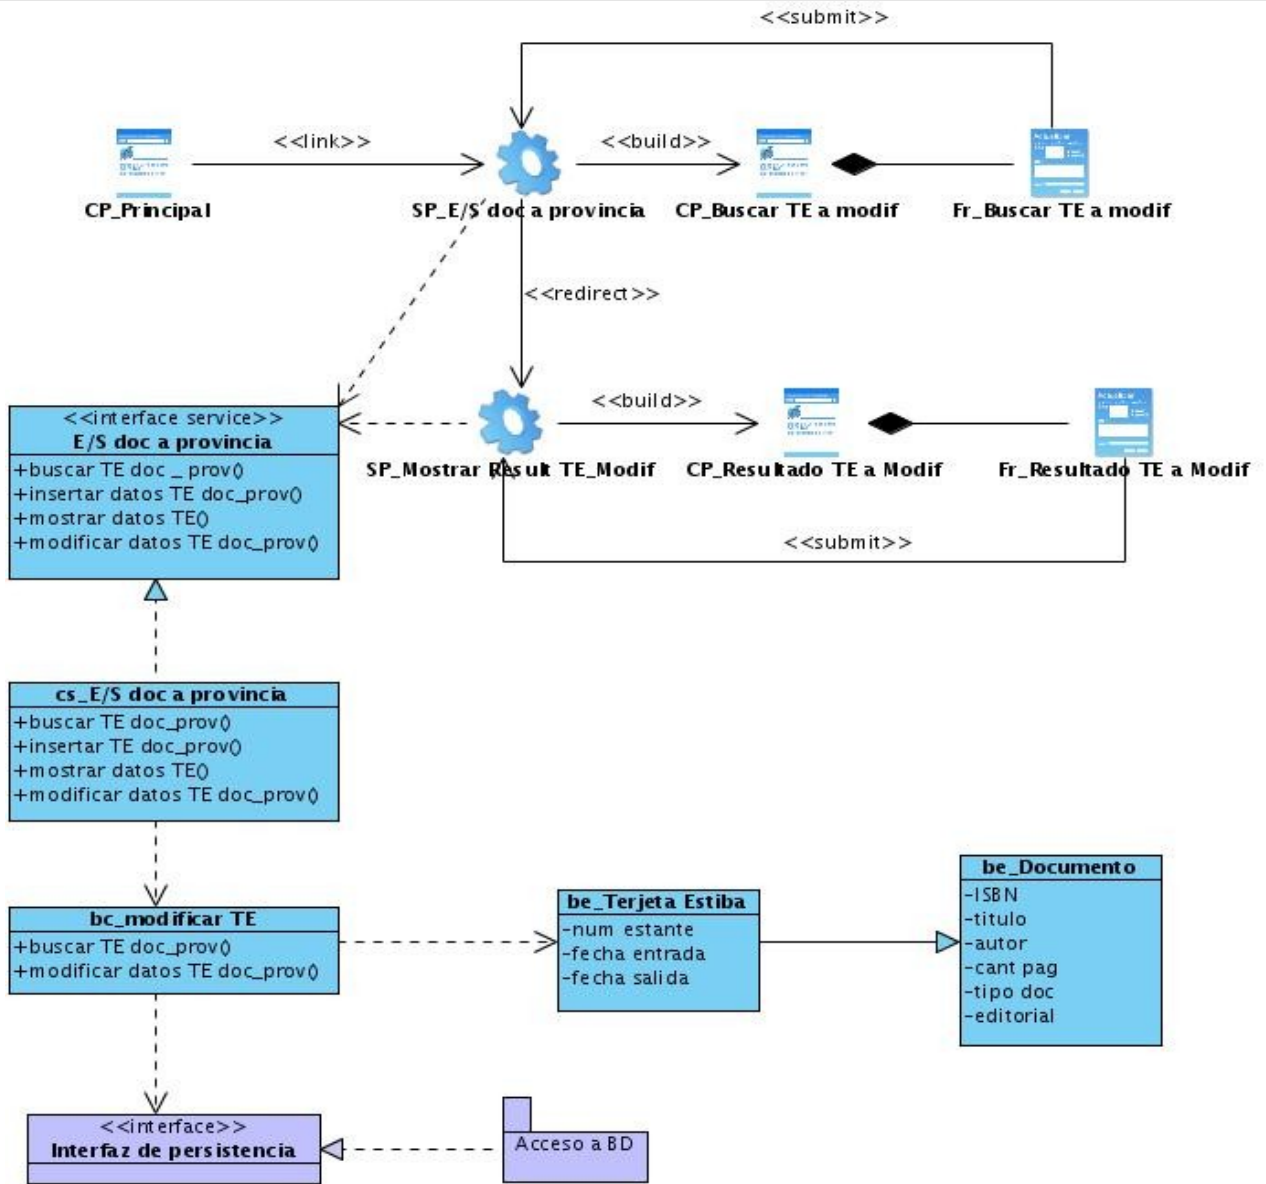 <<submit>>
<<link>>
<<build>>
CP_Principal
SP_E/S doc a provincia
CP_Buscar TE a modif
Fr_Buscar TE a modif
<<redirect>>
<<build>>
SP_Mostrar Result TE_Modif
CP_Resultado TE a Modif
Fr_Resultado TE a Modif
<<submit>>
<<interface service>>
E/S doc a provincia
+buscar TE doc _ prov()
+insertar datos TE doc_prov()
+mostrar datos TE()
+modificar datos TE doc_prov()
cs_E/S doc a provincia
+buscar TE doc_prov()
+insertar TE doc_prov()
+mostrar datos TE()
+modificar datos TE doc_prov()
bc_modificar TE
+buscar TE doc_prov()
+modificar datos TE doc_prov()
be_Terjeta Estiba
-num estante
-fecha entrada
-fecha salida
be_Documento
-ISBN
-titulo
-autor
-cant pag
-tipo doc
-editorial
<<interface>>
Interfaz de persistencia
Acceso a BD